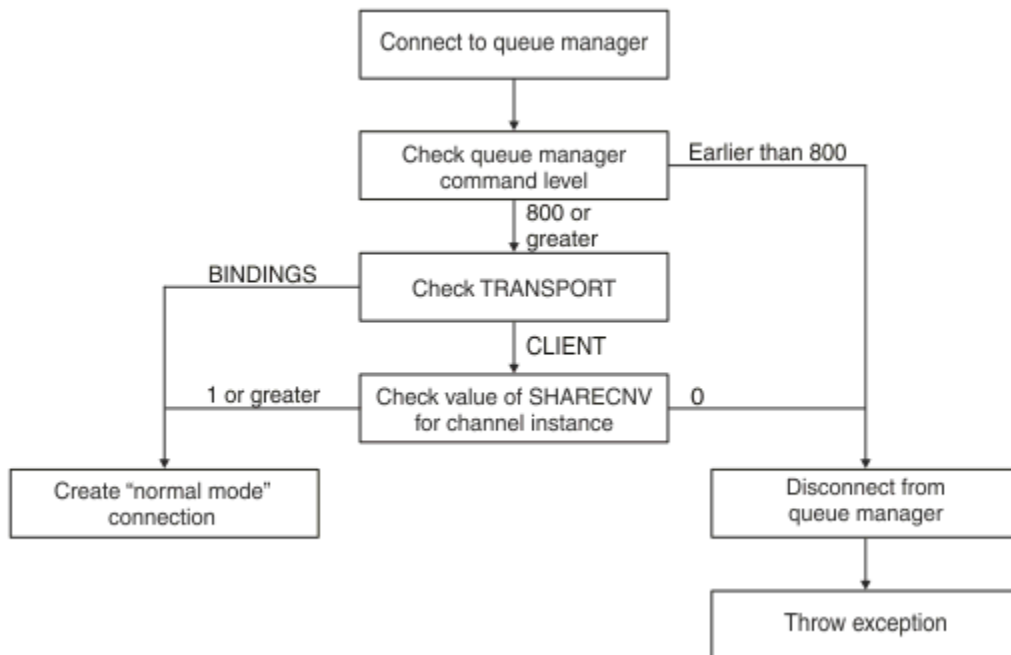 Connect to queue manager
Check queue manager
command level
Earlier than 800
800 or
greater
BINDINGS
Check TRANSPORT
CLIENT
1 or greater
Check value of SHARECNV
for channel instance
0
Create “normal mode”
connection
Disconnect from
queue manager
Throw exception